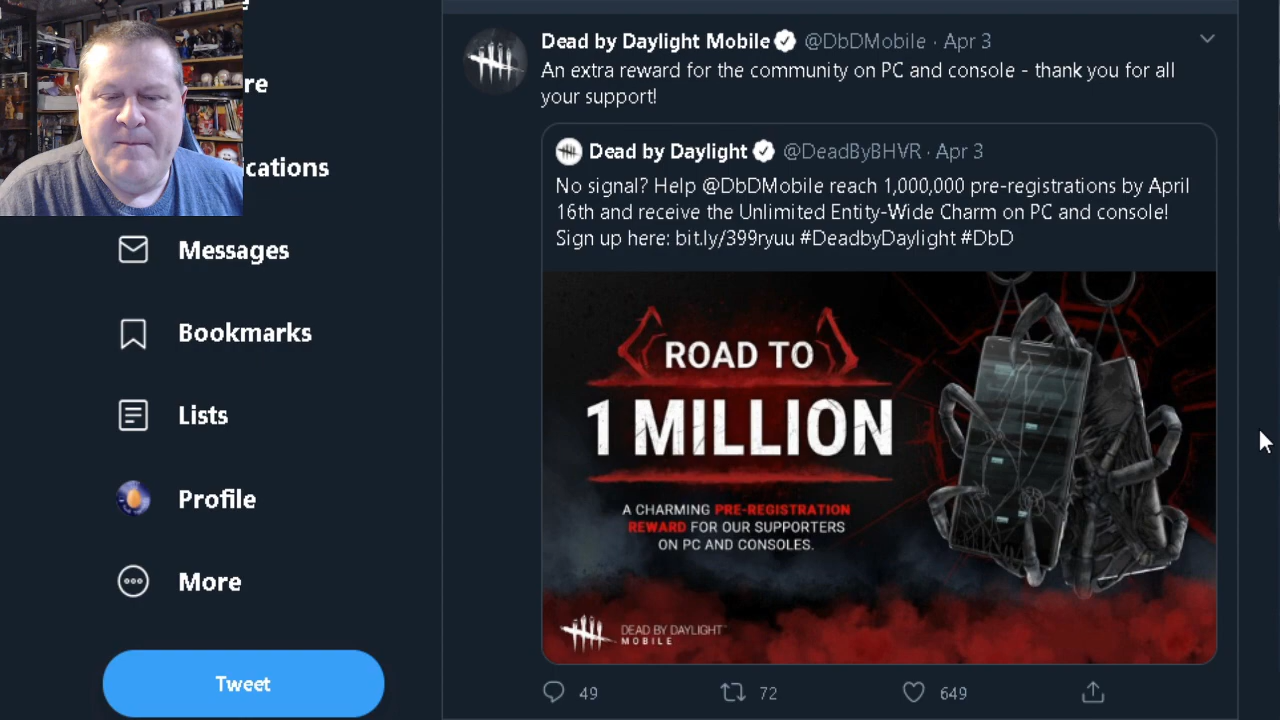 re
ications
Messages
Bookmarks
Lists
Profile
More
Tweet
Dead by Daylight Mobile @DbDMobile · Apr 3
An extra reward for the community on PC and console - thank you for all
your support!
Dead by Daylight @DeadByBHVR · Apr 3
No signal? Help @DbDMobile reach 1,000,000 pre-registrations by April
16th and receive the Unlimited Entity-Wide Charm on PC and console!
Sign up here: bit.ly/399ryuu #DeadbyDaylight #DbD
ROAD TO
1 MILLION
A CHARMING PRE-REGISTRATION
REWARD FOR OUR SUPPORTERS
ON PC AND CONSOLES.
DEAD BY DAYLIGHT™
MOBILE
49 72 649